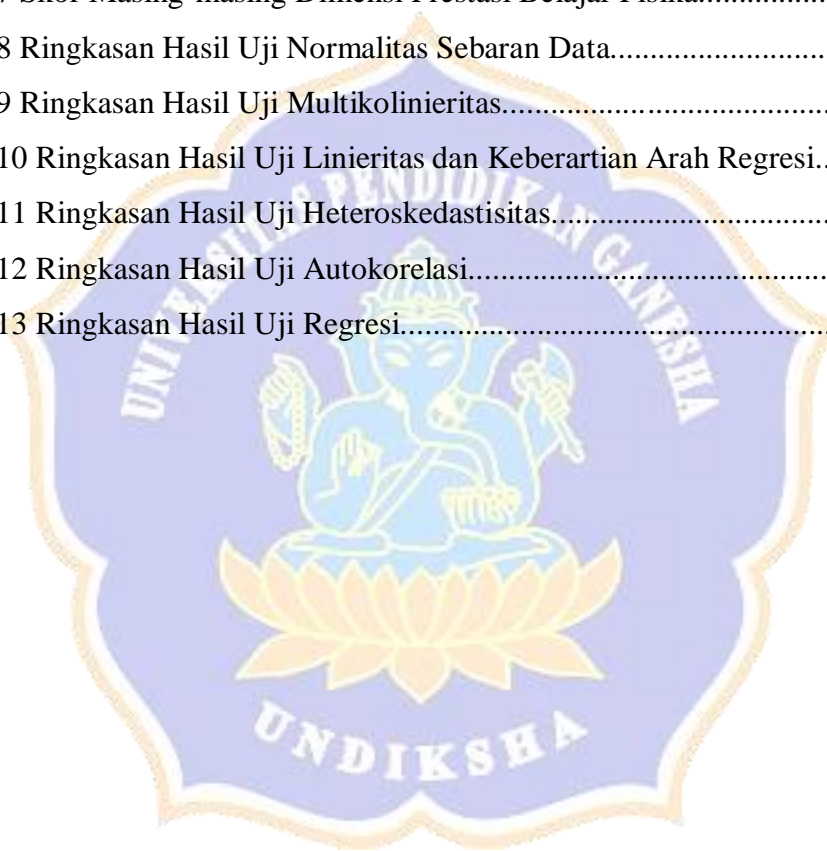 7 Skor Masing-masing Dimensi Prestasi Belajar Fisika..................
8 Ringkasan Hasil Uji Normalitas Sebaran Data...........................
9 Ringkasan Hasil Uji Multikolinieritas........................................
10 Ringkasan Hasil Uji Linieritas dan Keberartian Arah Regresi..
11 Ringkasan Hasil Uji Heteroskedastisitas..................................
12 Ringkasan Hasil Uji Autokorelasi............................................
13 Ringkasan Hasil Uji Regresi....................................................
UNIVERSITAS PENDIDIKAN GANESHA
UNDIKSHA